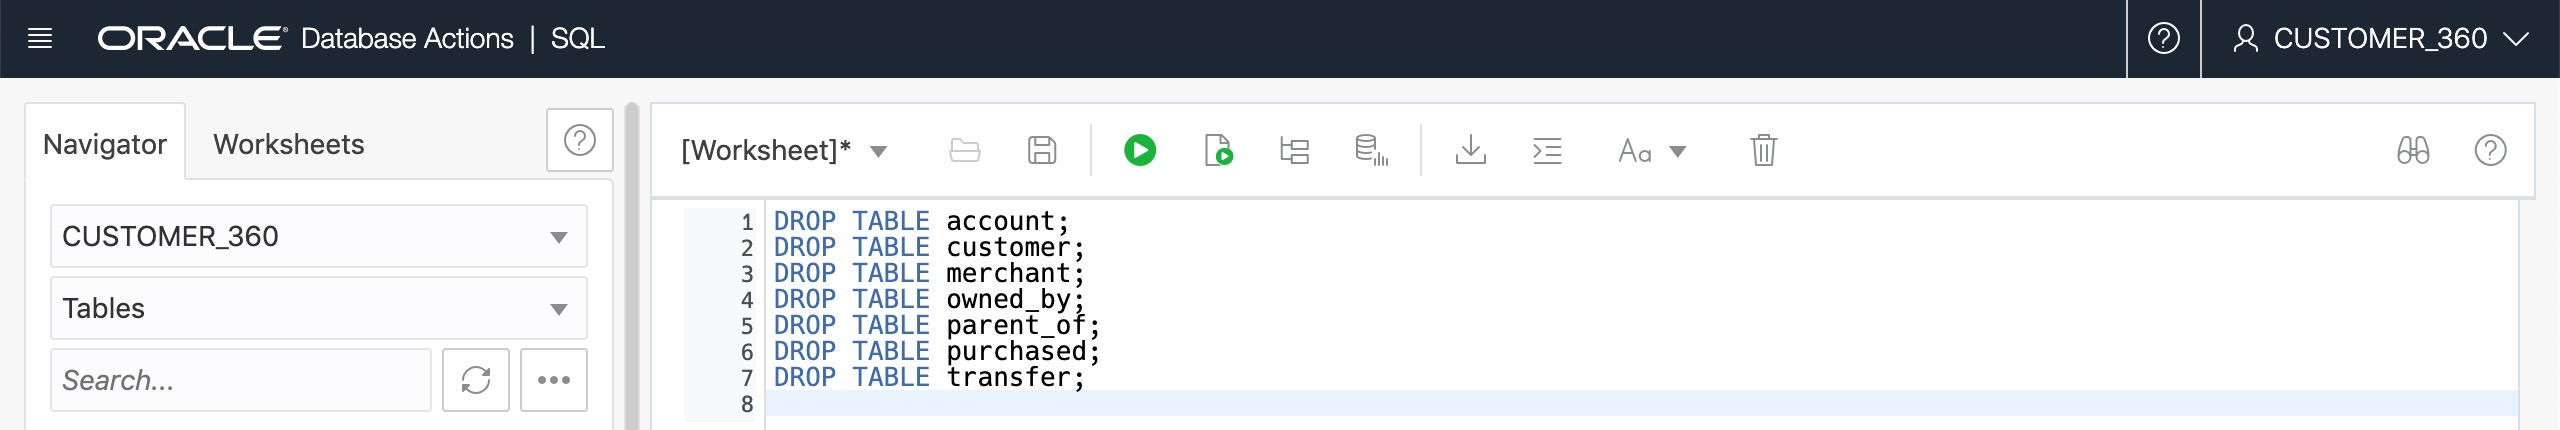 ORACLE Database Actions | SQL
CUSTOMER_360
Navigator
Worksheets
CUSTOMER_360
Tables
Search...
[Worksheet]*
Aa
1 DROP TABLE account;
2 DROP TABLE customer;
3 DROP TABLE merchant;
4 DROP TABLE owned_by;
5 DROP TABLE parent_of;
6 DROP TABLE purchased;
7 DROP TABLE transfer;
8